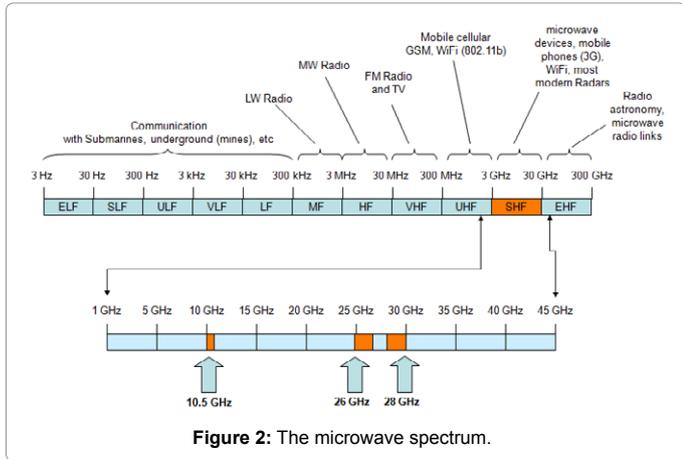 microwave
devices, mobile
phones (3G),
WiFi, most
modern Radars
Mobile cellular
GSM, WiFi (802.11b)
MW Radio
FM Radio
and TV
LW Radio
Radio
astronomy,
microwave
radio links
Communication
with Submarines, underground (mines), etc
3 Hz 30 Hz 300 Hz 3 kHz 30 kHz 300 kHz 3 MHz 30 MHz 300 MHz 3 GHz 30 GHz 300 GHz
ELF SLF ULF VLF LF MF HF VHF UHF SHF EHF
1 GHz 5 GHz 10 GHz 15 GHz 20 GHz 25 GHz 30 GHz 35 GHz 40 GHz 45 GHz
10.5 GHz 26 GHz 28 GHz
Figure 2: The microwave spectrum.